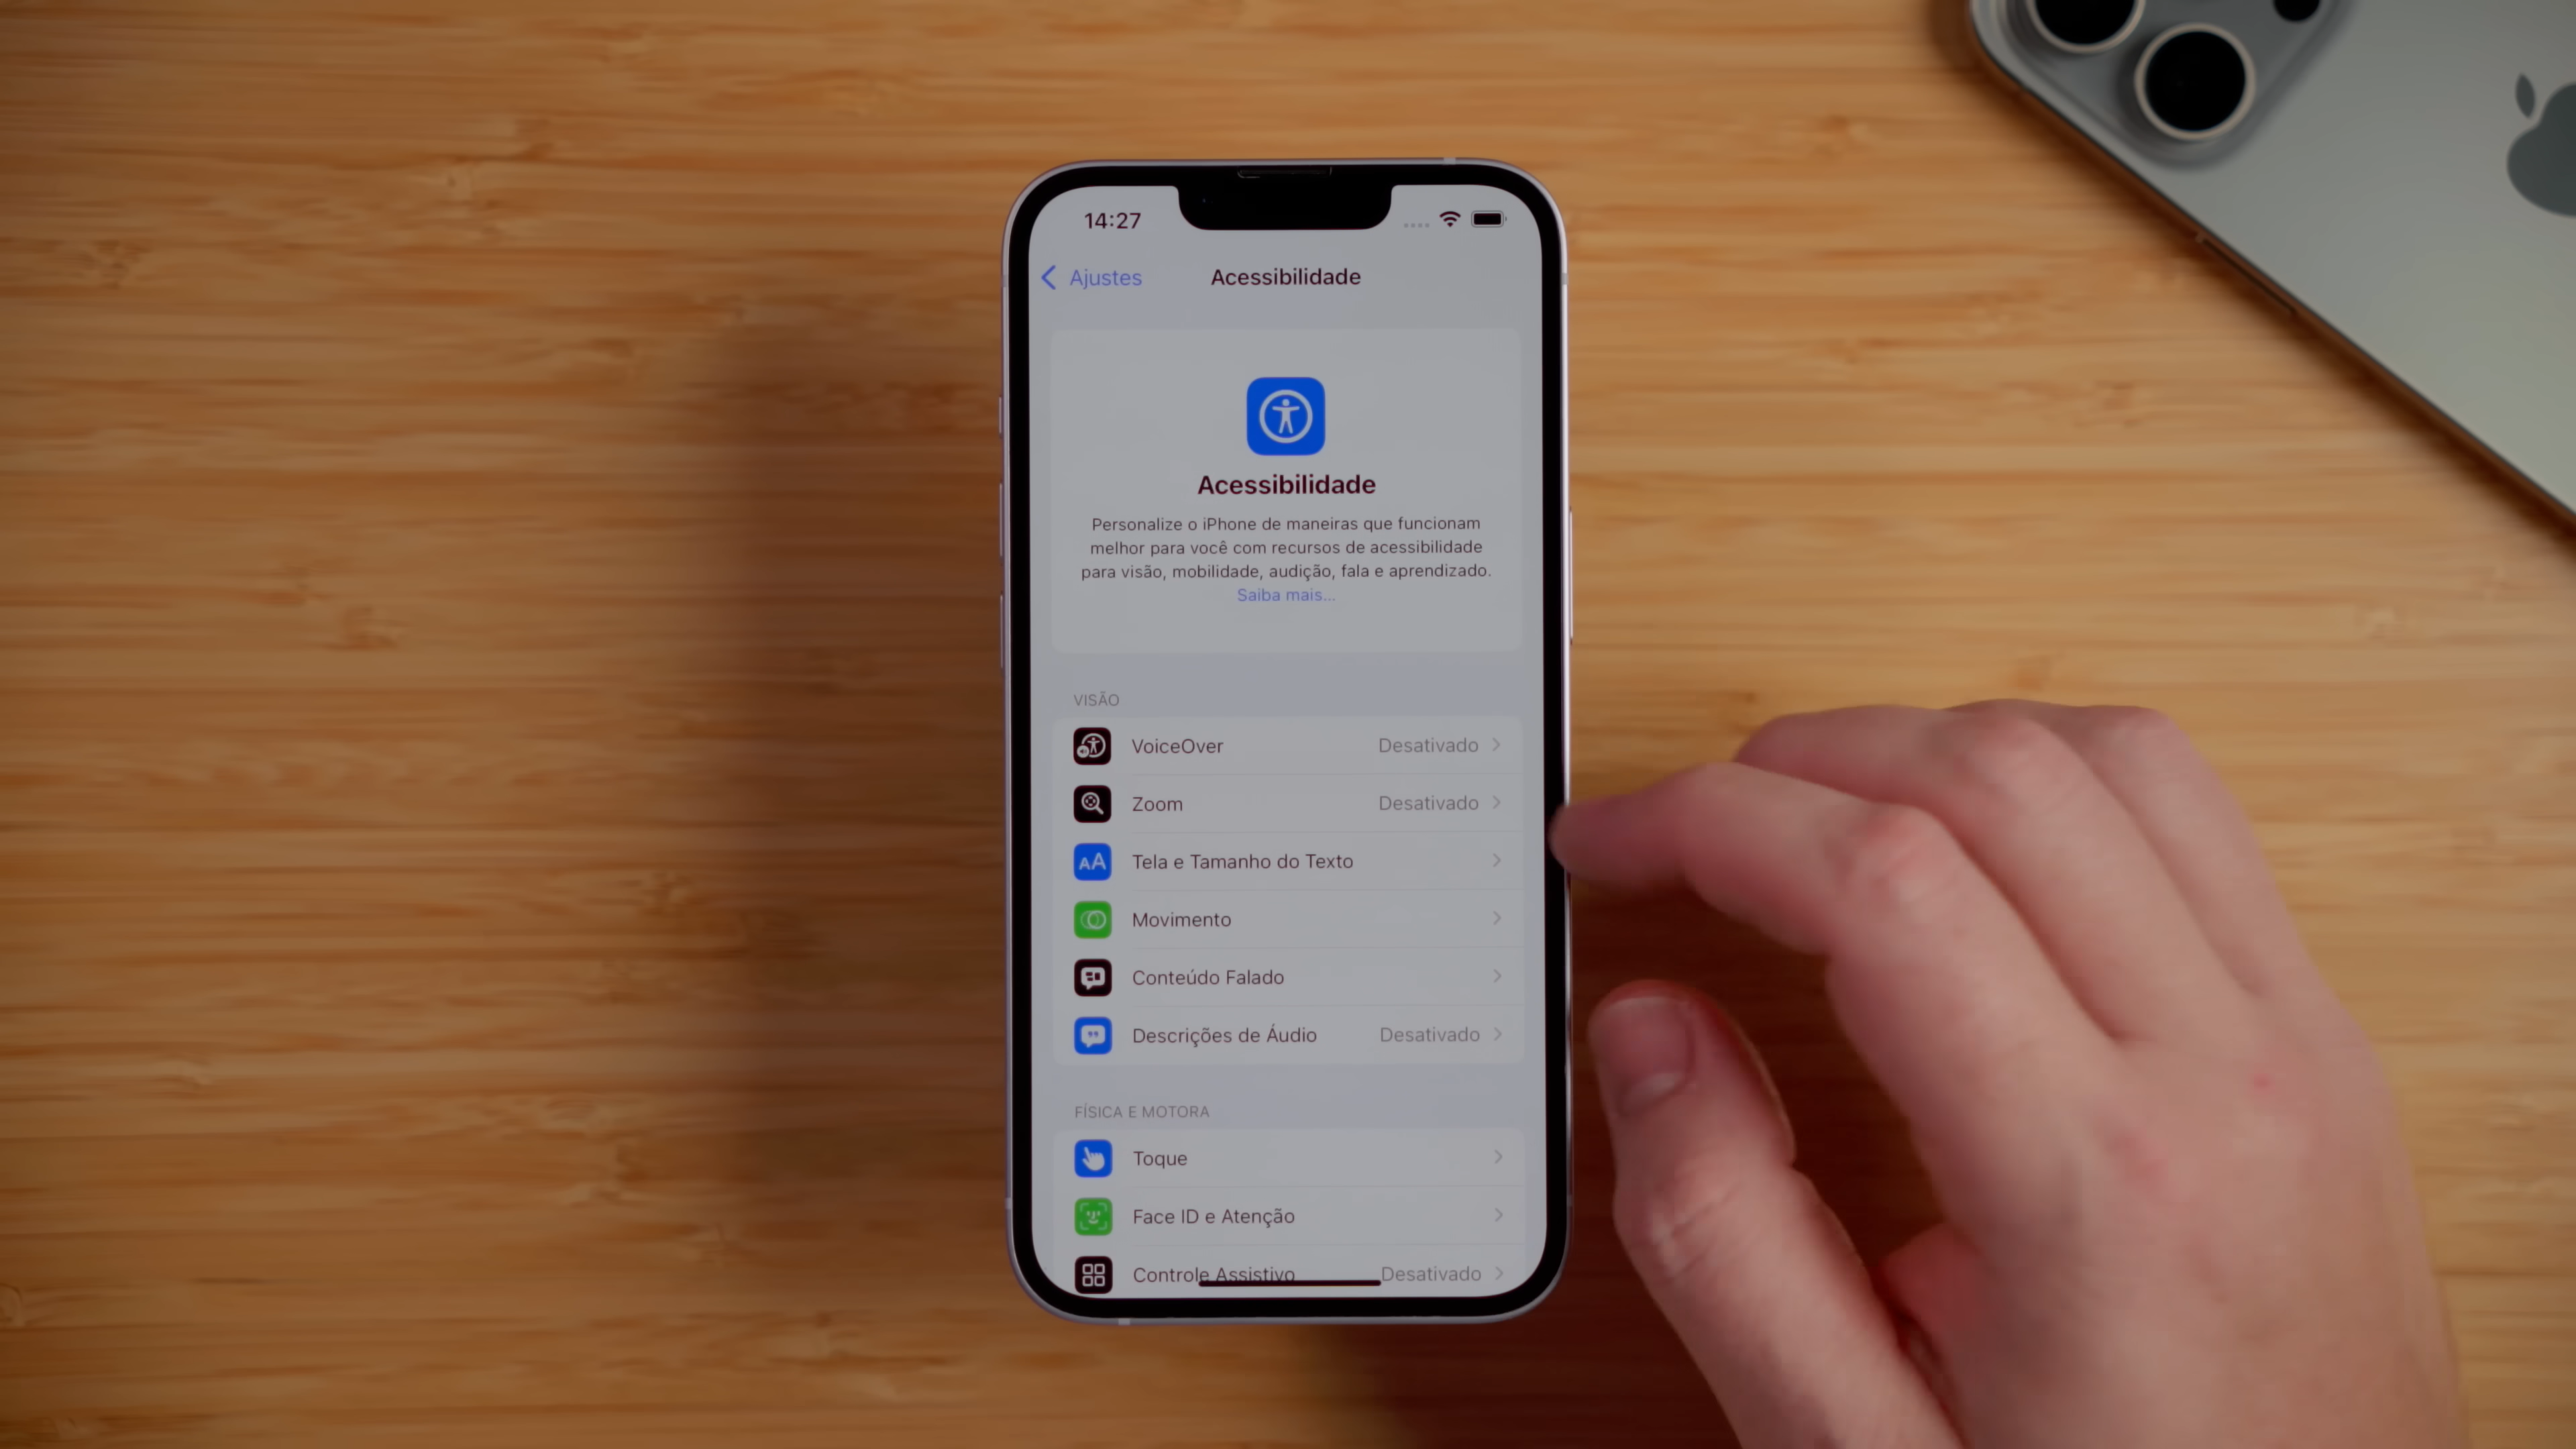 14:27
Ajustes
Acessibilidade
Acessibilidade
Personalize o iPhone de maneiras que funcionam
melhor para você com recursos de acessibilidade
para visão, mobilidade, audição, fala e aprendizado.
Saiba mais...
VISÃO
VoiceOver Desativado
Zoom Desativado
AA Tela e Tamanho do Texto
Movimento
Conteúdo Falado
Descrições de Áudio Desativado
FÍSICA E MOTORA
Toque
Face ID e Atenção
Controle Assistivo Desativado